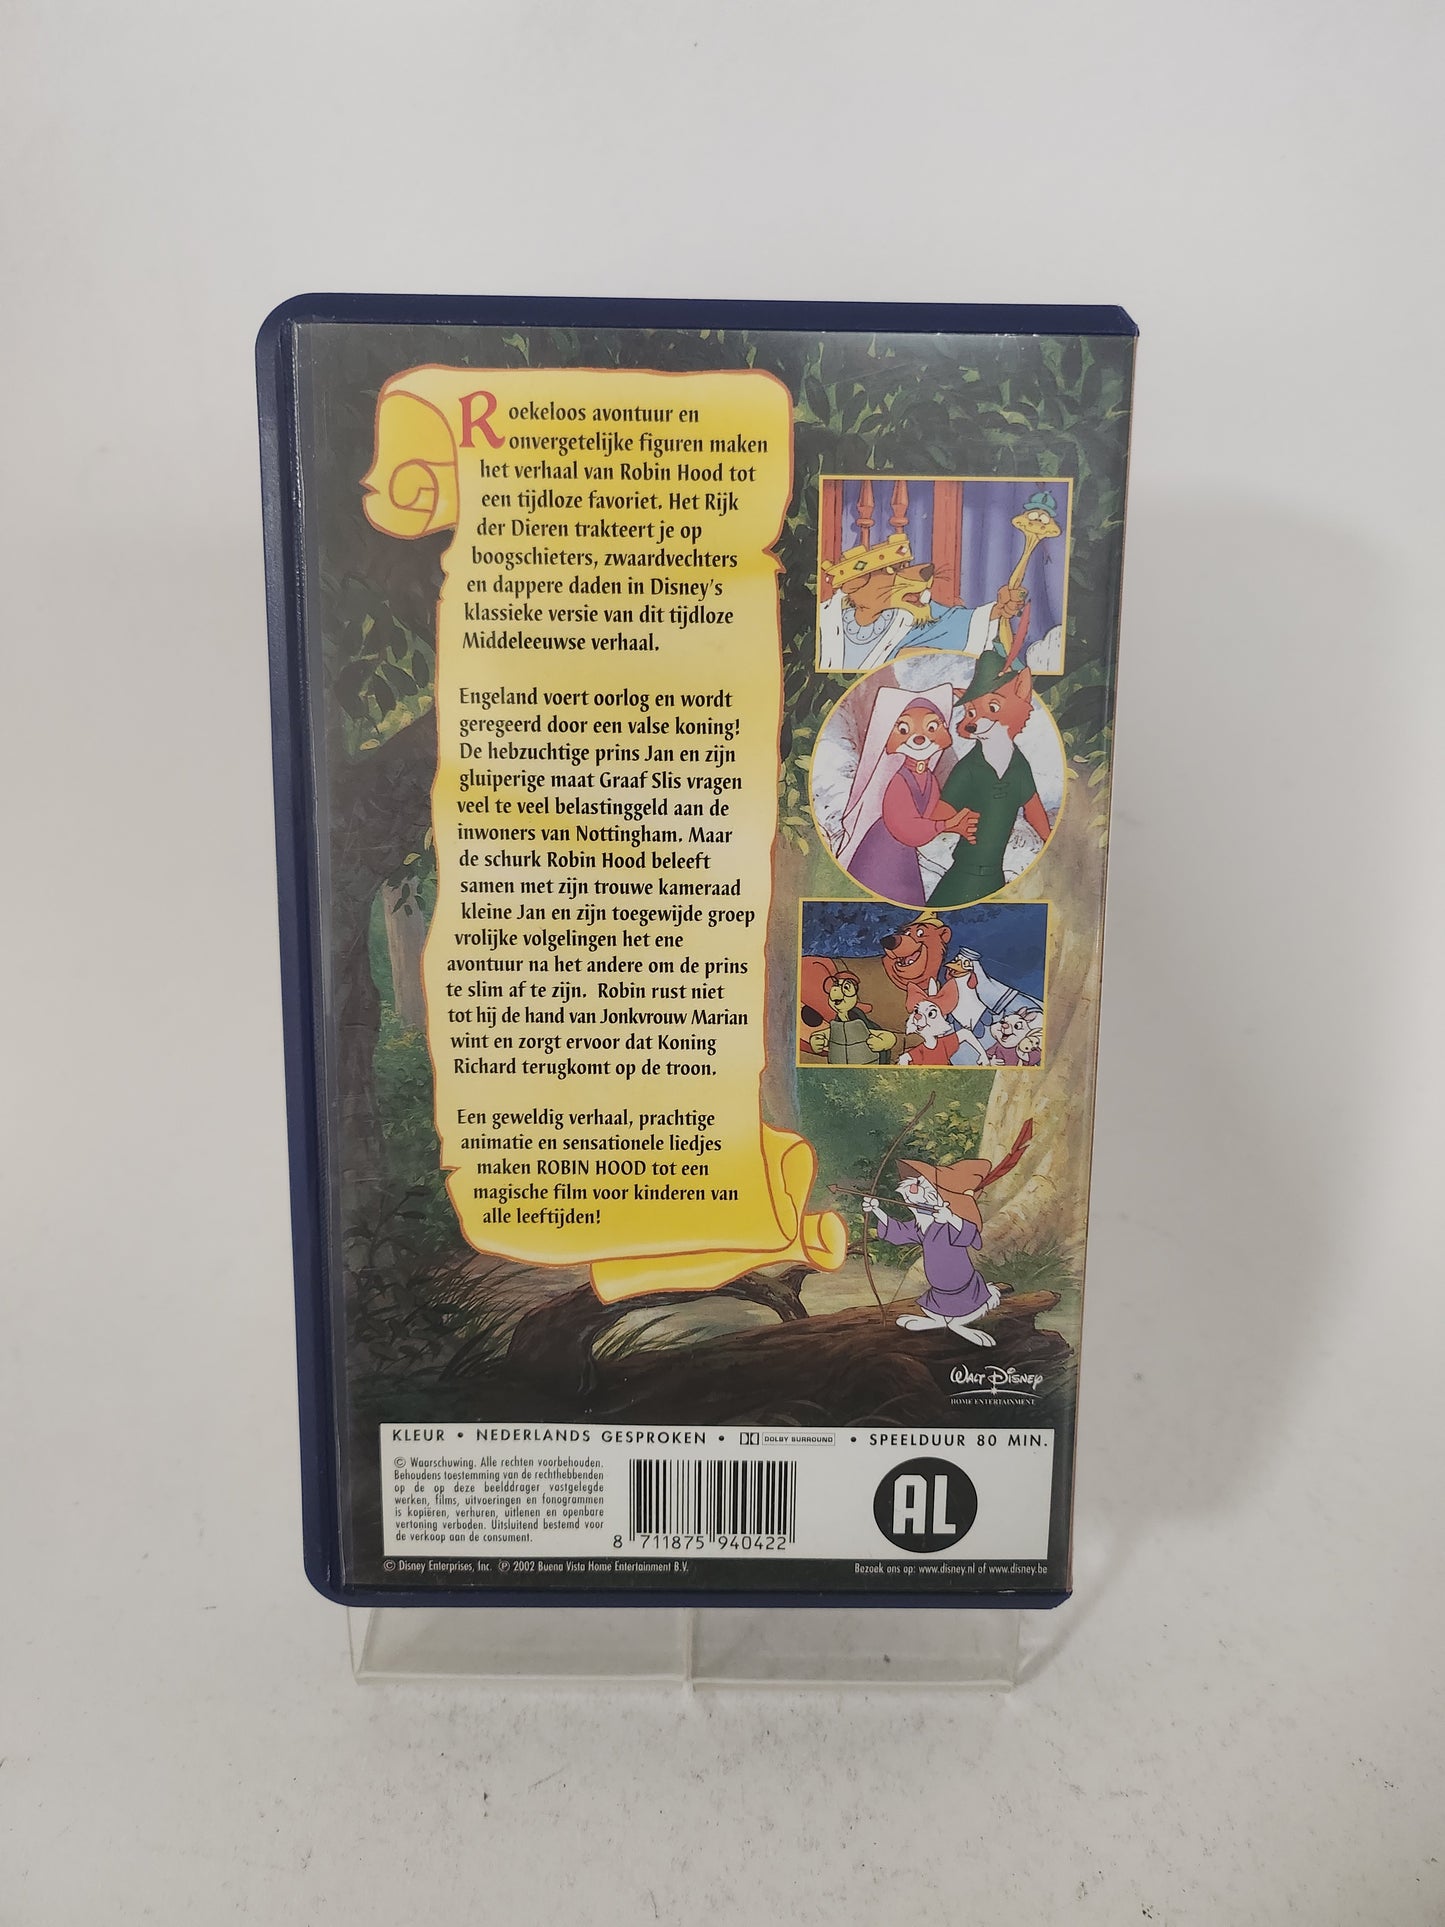 Roekeloos avontuur en
onvergetelijke figuren maken
het verhaal van Robin Hood tot
een tijdloze favoriet. Het Rijk
der Dieren trakteert je op
boogschieters, zwaardvechters
en dappere daden in Disney's
klassieke versie van dit tijdloze
Middeleeuwse verhaal.
Engeland voert oorlog en wordt
geregeerd door een valse koning!
De hebzuchtige prins Jan en zijn
gluiperige maat Graaf Slis vragen
veel te veel belastinggeld aan de
inwoners van Nottingham. Maar
de schurk Robin Hood beleeft
samen met zijn trouwe kameraad
kleine Jan en zijn toegewijde groep
vrolijke volgelingen het ene
avontuur na het andere om de prins
te slim af te zijn. Robin rust niet
tot hij de hand van Jonkvrouw Marian
wint en zorgt ervoor dat Koning
Richard terugkomt op de troon.
Een geweldig verhaal, prachtige
animatie en sensationele liedjes
maken ROBIN HOOD tot een
magische film voor kinderen van
alle leeftijden!
WALT DISNEY
HOME ENTERTAINMENT
KLEUR • NEDERLANDS GESPROKEN • DOLBY SURROUND • SPEELDUUR 80 MIN.
© Waarschuwing. Alle rechten voorbehouden.
Behoudens toestemming van de rechthebbenden
op de op deze beelddrager vastgelegde
werken, films, uitvoeringen en fonogrammen
is kopiëren, verhuren, uitlenen en openbare
vertoning verboden. Uitsluitend bestemd voor
de verkoop aan de consument.
8 711875 940422
AL
© Disney Enterprises, Inc. ℗ 2002 Buena Vista Home Entertainment B.V.
Bezoek ons op: www.disney.nl of www.disney.be